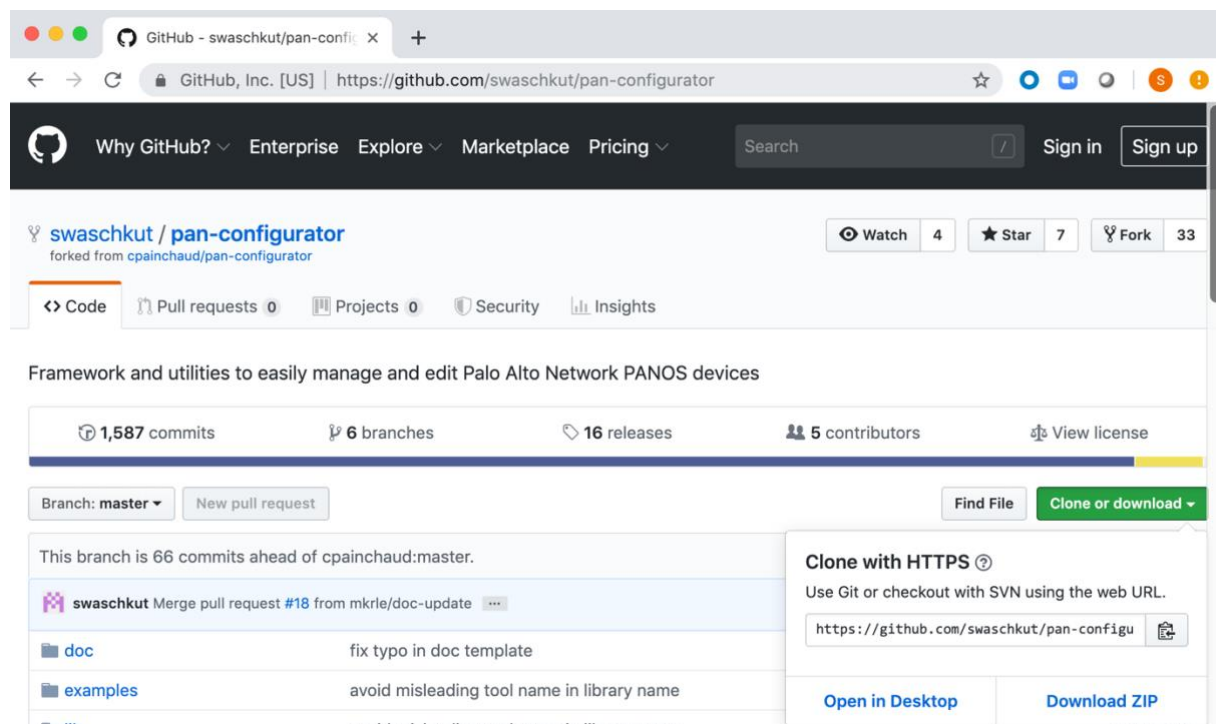 GitHub - swaschkut/pan-config
GitHub, Inc. [US] | https://github.com/swaschkut/pan-configurator
S
Why GitHub? Enterprise Explore Marketplace Pricing Search / Sign in Sign up
swaschkut / pan-configurator Watch 4 Star 7 Fork 33
forked from cpainchaud/pan-configurator
Code Pull requests 0 Projects 0 Security Insights
Framework and utilities to easily manage and edit Palo Alto Network PANOS devices
1,587 commits 6 branches 16 releases 5 contributors View license
Branch: master New pull request Find File Clone or download
This branch is 66 commits ahead of cpainchaud:master.
swaschkut Merge pull request #18 from mkrle/doc-update ...
doc fix typo in doc template
examples avoid misleading tool name in library name
Clone with HTTPS ?
Use Git or checkout with SVN using the web URL.
https://github.com/swaschkut/pan-configu
Open in Desktop Download ZIP